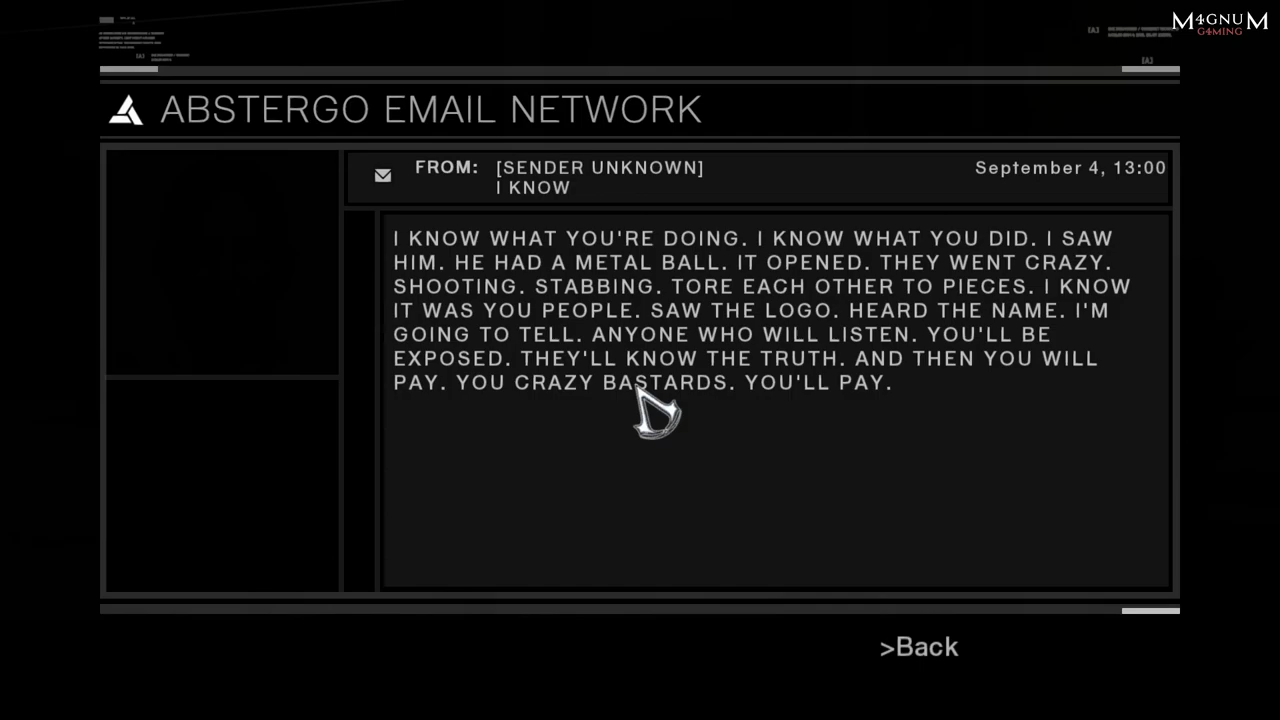 M4GNUM
G4MING
ABSTERGO EMAIL NETWORK
FROM: [SENDER UNKNOWN] September 4, 13:00
I KNOW
I KNOW WHAT YOU'RE DOING. I KNOW WHAT YOU DID. I SAW
HIM. HE HAD A METAL BALL. IT OPENED. THEY WENT CRAZY.
SHOOTING. STABBING. TORE EACH OTHER TO PIECES. I KNOW
IT WAS YOU PEOPLE. SAW THE LOGO. HEARD THE NAME. I'M
GOING TO TELL. ANYONE WHO WILL LISTEN. YOU'LL BE
EXPOSED. THEY'LL KNOW THE TRUTH. AND THEN YOU WILL
PAY. YOU CRAZY BASTARDS. YOU'LL PAY.
>Back